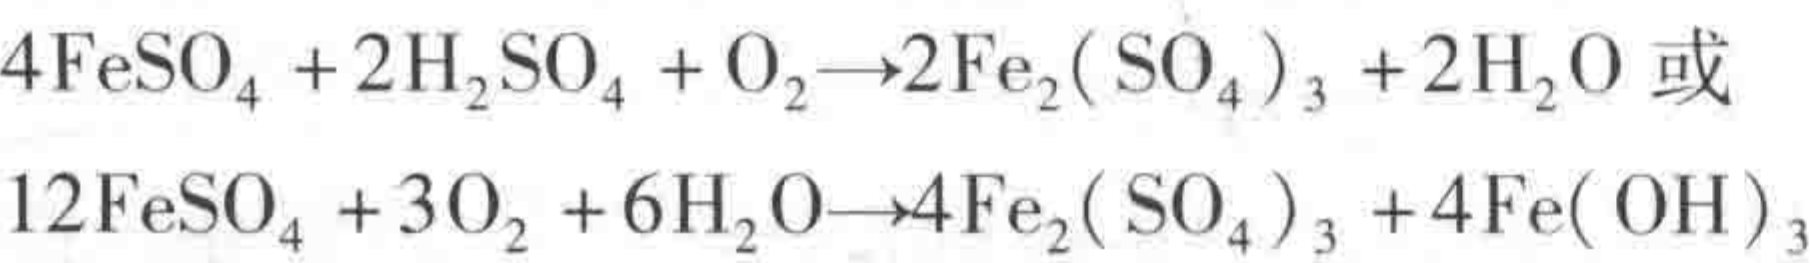 4FeSO₄ + 2H₂SO₄ + O₂→2Fe₂(SO₄)₃ + 2H₂O 或
12FeSO₄ + 3O₂ + 6H₂O→4Fe₂(SO₄)₃ + 4Fe(OH)₃